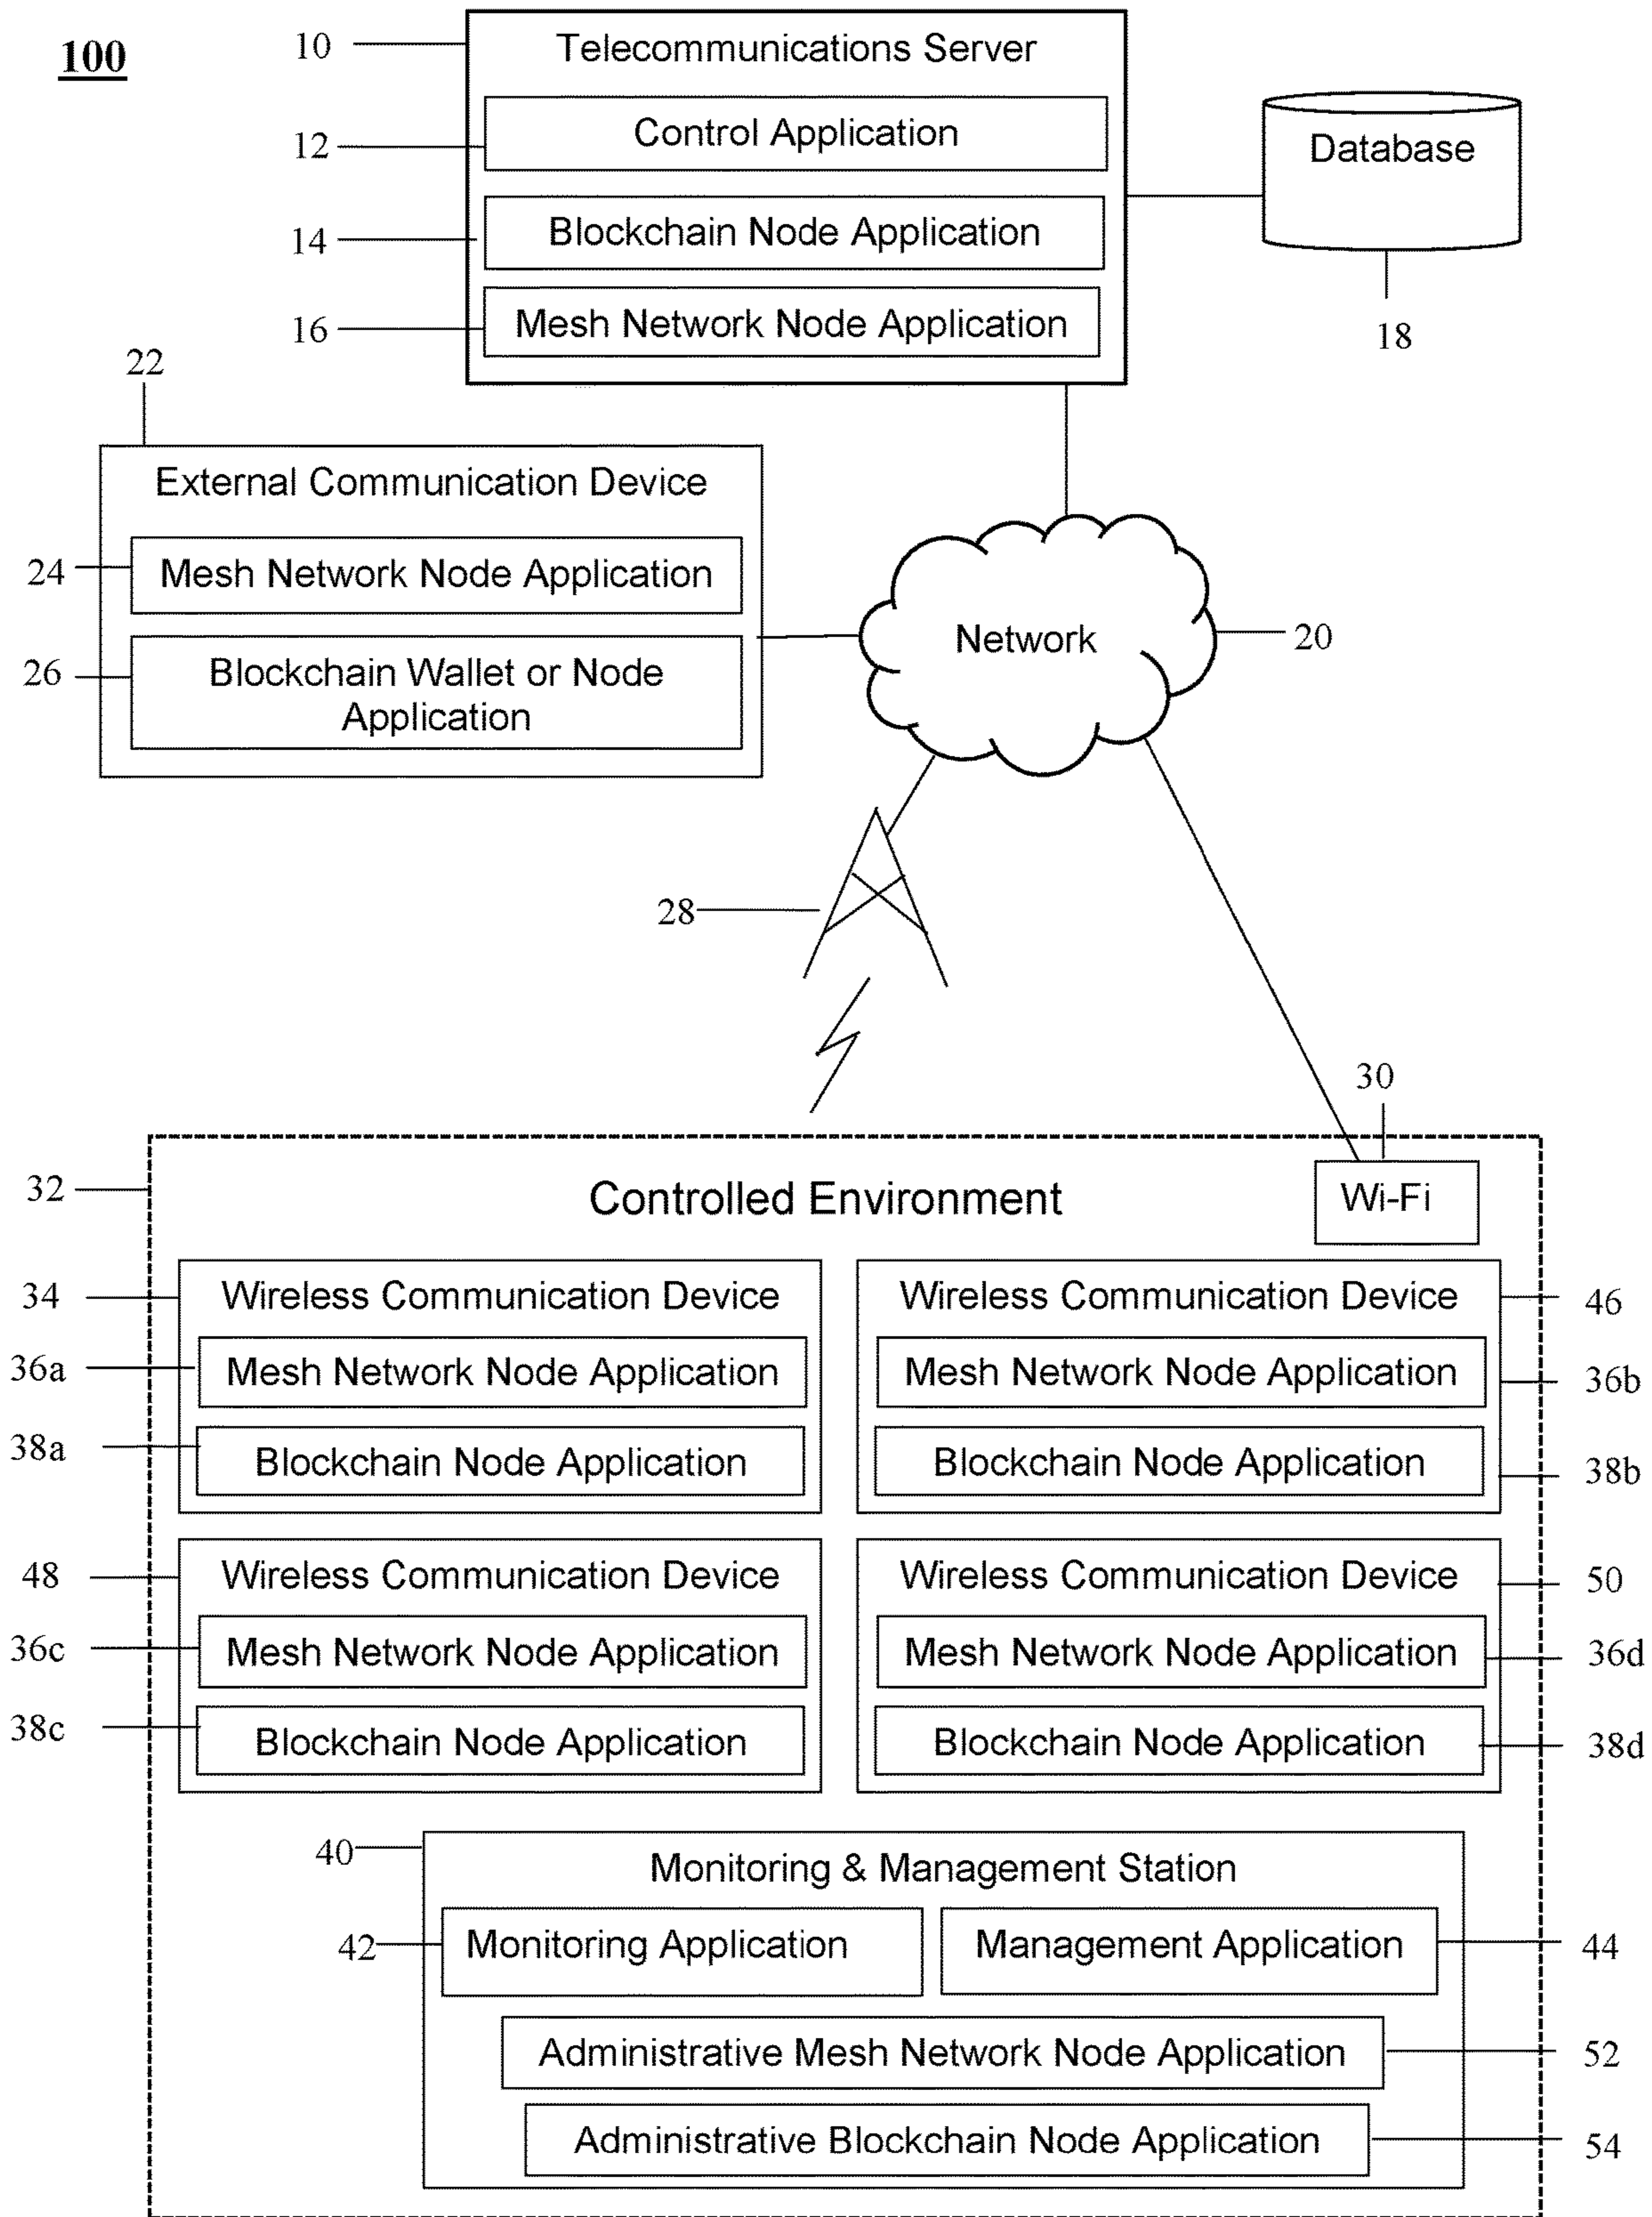 100
10
Telecommunications Server
12
Control Application
Database
14
Blockchain Node Application
16
Mesh Network Node Application
18
22
External Communication Device
24
Mesh Network Node Application
Network
20
26
Blockchain Wallet or Node
Application
28
30
32
Controlled Environment
Wi-Fi
34
Wireless Communication Device
Wireless Communication Device
46
36a
Mesh Network Node Application
Mesh Network Node Application
36b
38a
Blockchain Node Application
Blockchain Node Application
38b
48
Wireless Communication Device
Wireless Communication Device
50
36c
Mesh Network Node Application
Mesh Network Node Application
36d
38c
Blockchain Node Application
Blockchain Node Application
38d
40
Monitoring & Management Station
42
Monitoring Application
Management Application
44
Administrative Mesh Network Node Application
52
Administrative Blockchain Node Application
54